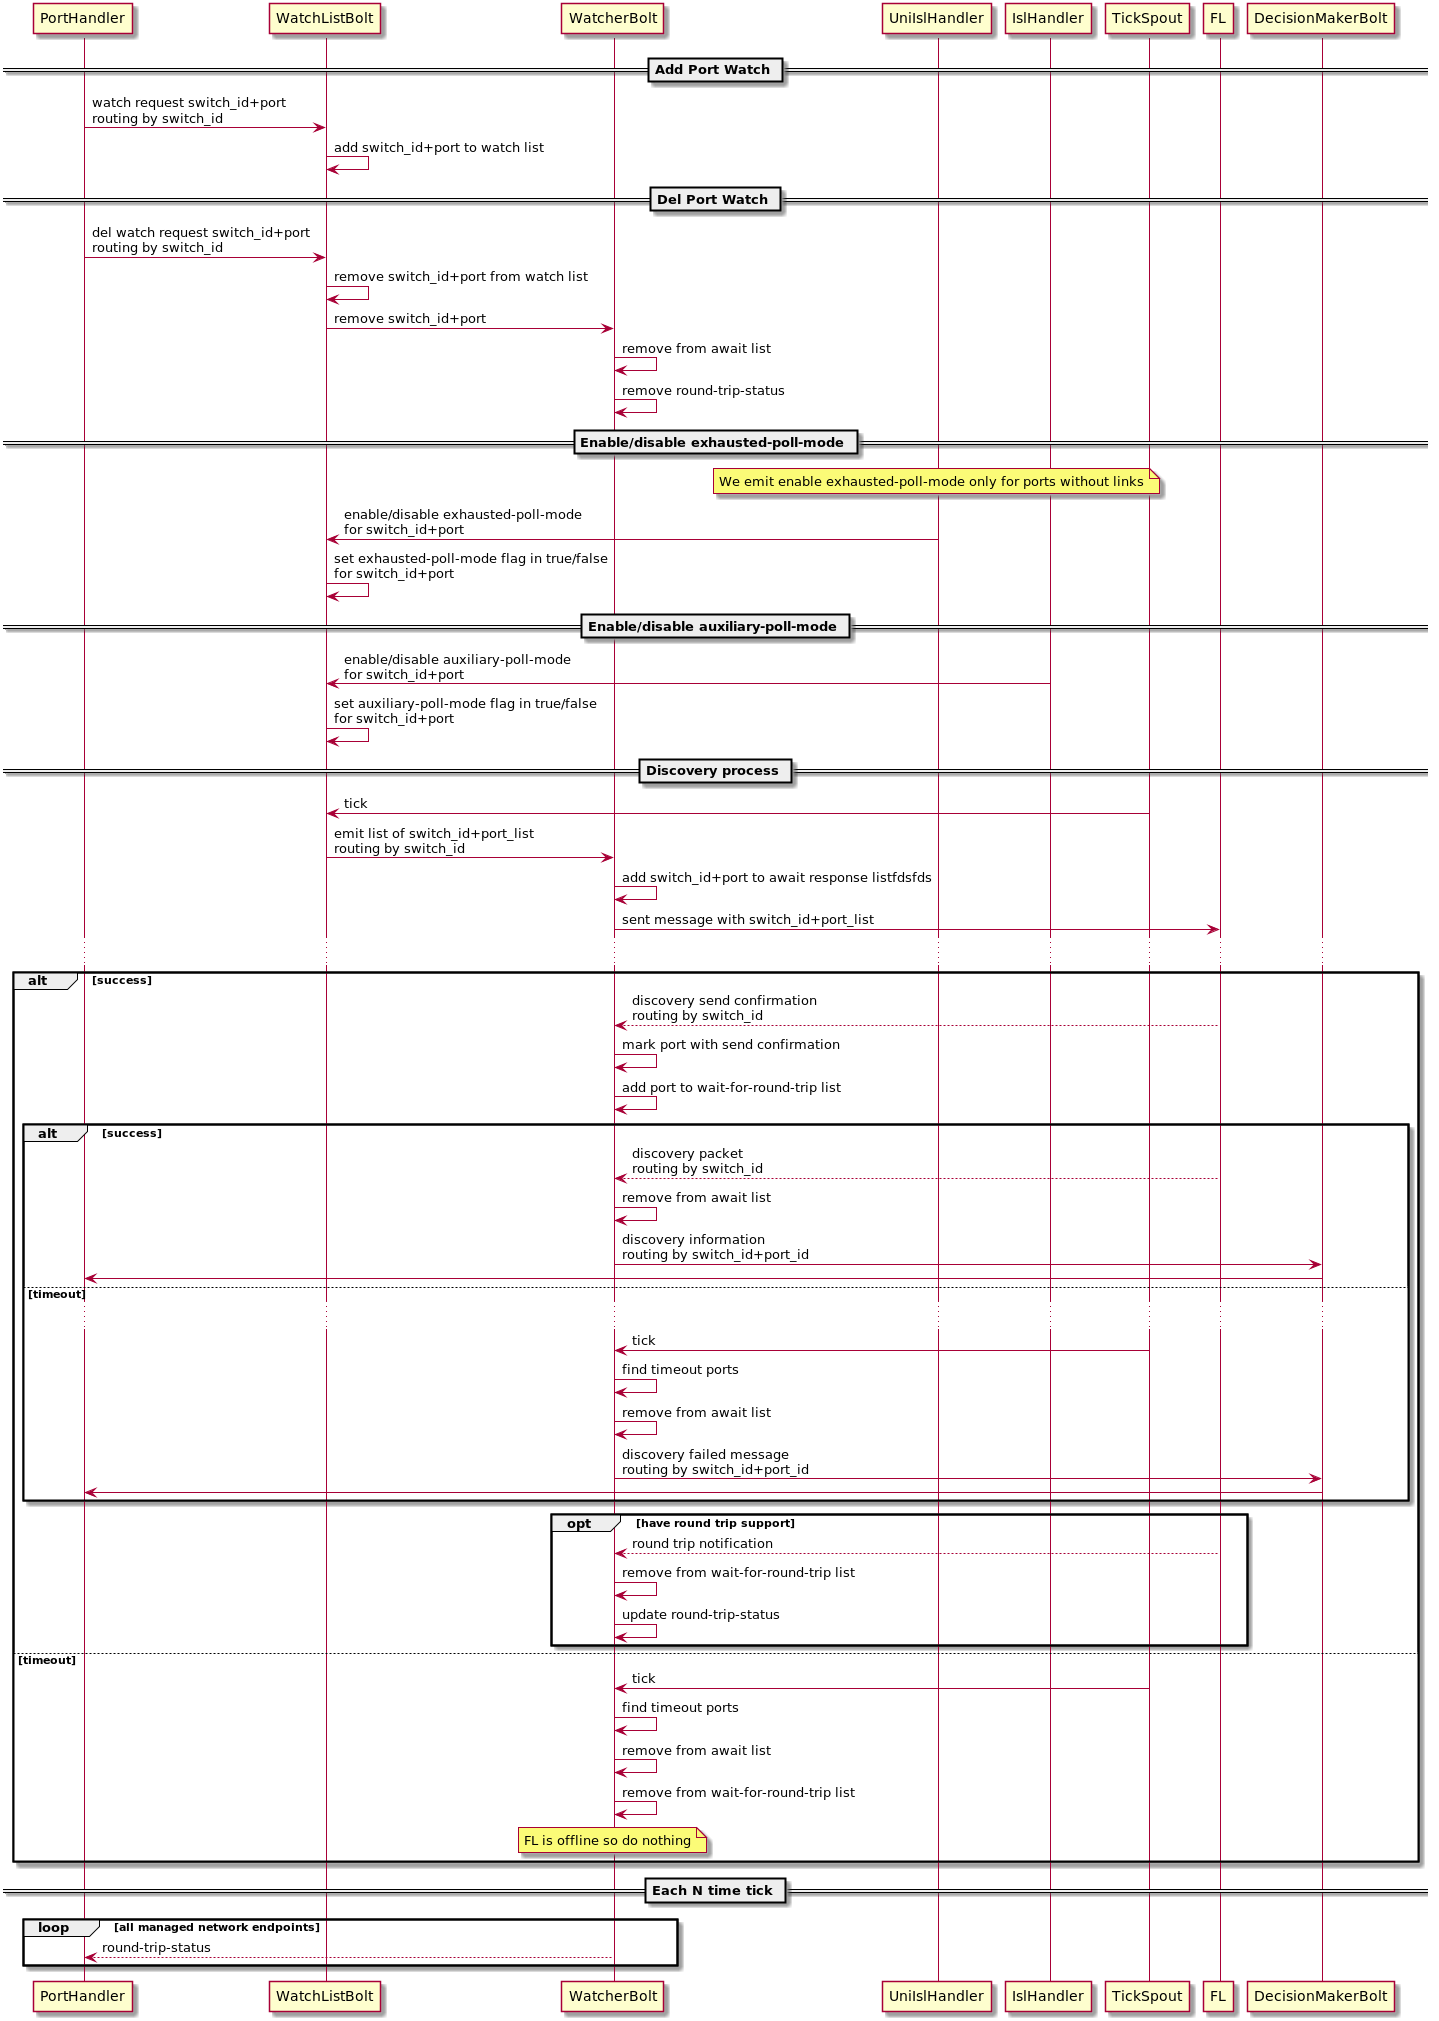 PortHandler WatchListBolt WatcherBolt UniIslHandler IslHandler TickSpout FL DecisionMakerBolt
Add Port Watch
watch request switch_id+port
routing by switch_id
add switch_id+port to watch list
Del Port Watch
del watch request switch_id+port
routing by switch_id
remove switch_id+port from watch list
remove switch_id+port
remove from await list
remove round-trip-status
Enable/disable exhausted-poll-mode
We emit enable exhausted-poll-mode only for ports without links
enable/disable exhausted-poll-mode
for switch_id+port
set exhausted-poll-mode flag in true/false
for switch_id+port
Enable/disable auxiliary-poll-mode
enable/disable auxiliary-poll-mode
for switch_id+port
set auxiliary-poll-mode flag in true/false
for switch_id+port
Discovery process
tick
emit list of switch_id+port_list
routing by switch_id
add switch_id+port to await response listfdsfds
sent message with switch_id+port_list
alt [success]
discovery send confirmation
routing by switch_id
mark port with send confirmation
add port to wait-for-round-trip list
alt [success]
discovery packet
routing by switch_id
remove from await list
discovery information
routing by switch_id+port_id
[timeout]
tick
find timeout ports
remove from await list
discovery failed message
routing by switch_id+port_id
opt [have round trip support]
round trip notification
remove from wait-for-round-trip list
update round-trip-status
[timeout]
tick
find timeout ports
remove from await list
remove from wait-for-round-trip list
FL is offline so do nothing
Each N time tick
loop [all managed network endpoints]
round-trip-status
PortHandler WatchListBolt WatcherBolt UniIslHandler IslHandler TickSpout FL DecisionMakerBolt